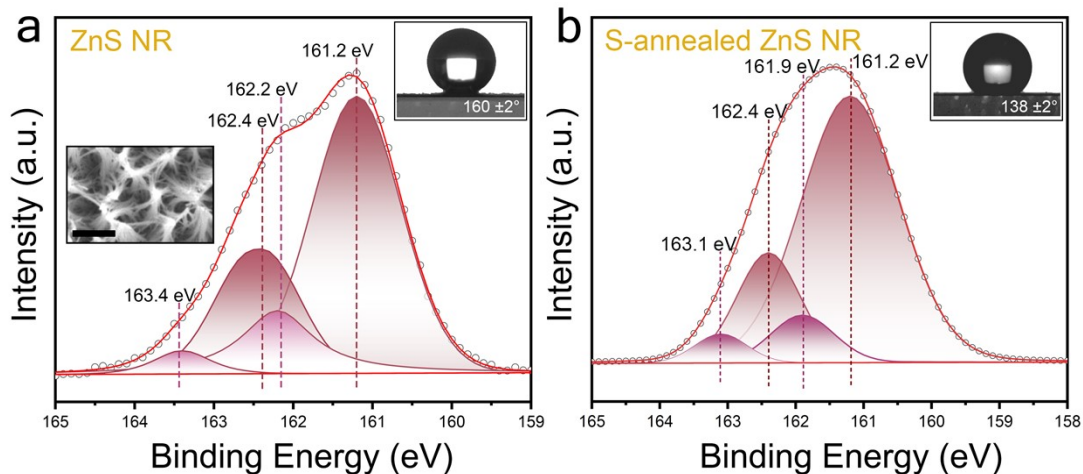 a
ZnS NR
161.2 eV
162.2 eV
162.4 eV
163.4 eV
160 ±2°
Intensity (a.u.)
165
164
163
162
161
160
159
Binding Energy (eV)
b
S-annealed ZnS NR
161.9 eV
161.2 eV
162.4 eV
163.1 eV
138 ±2°
Intensity (a.u.)
165
164
163
162
161
160
159
158
Binding Energy (eV)